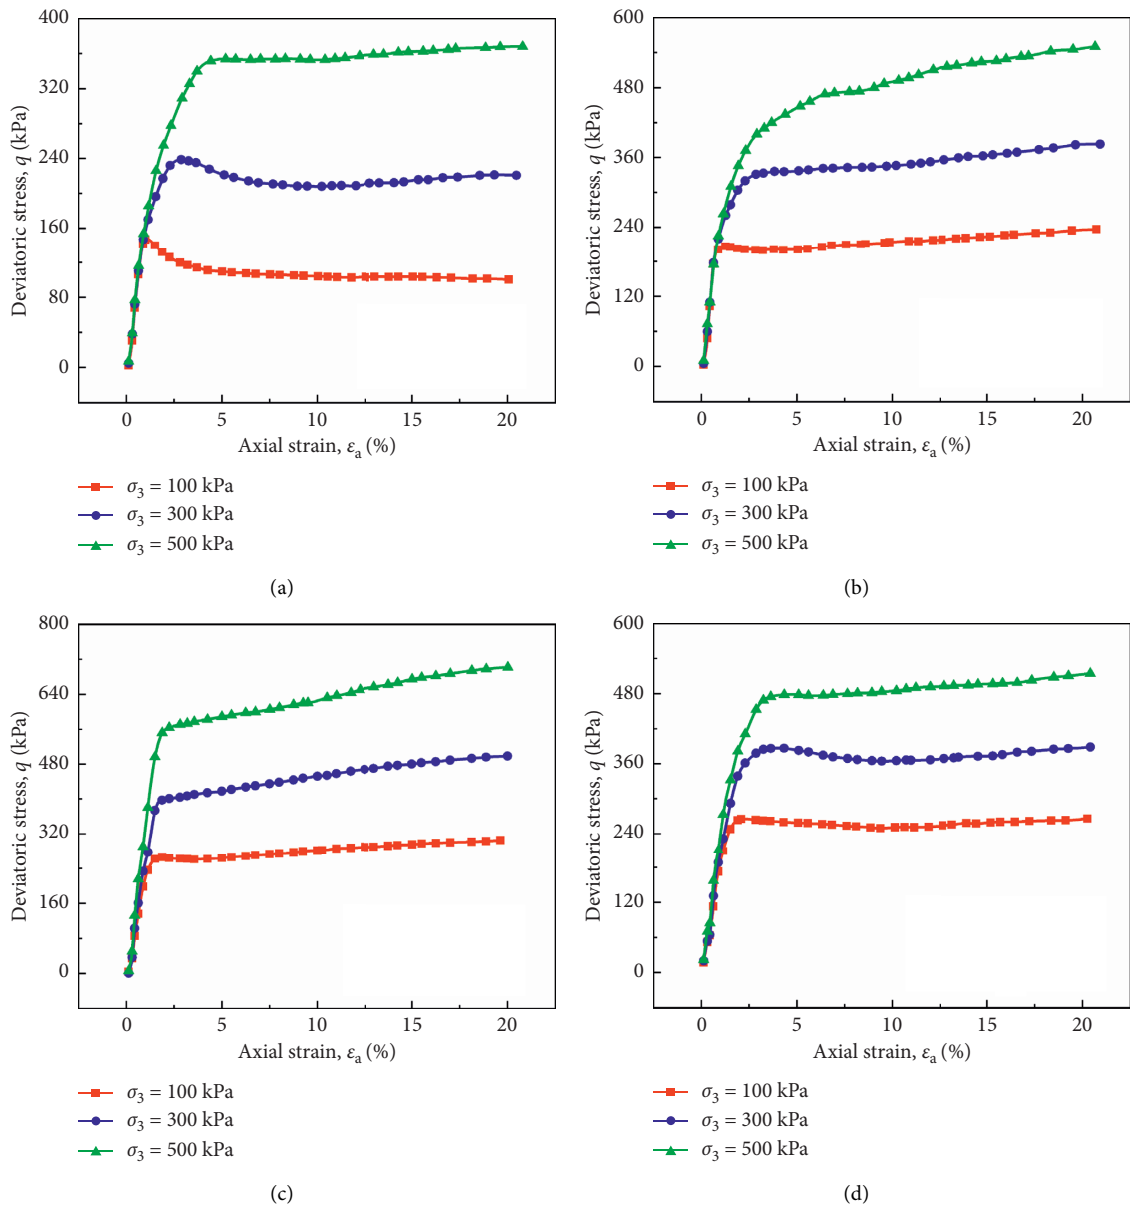 400
320
240
160
80
0
Deviatoric stress, q (kPa)
0 5 10 15 20
Axial strain, εa (%)
σ3 = 100 kPa
σ3 = 300 kPa
σ3 = 500 kPa
(a)
600
480
360
240
120
0
Deviatoric stress, q (kPa)
0 5 10 15 20
Axial strain, εa (%)
σ3 = 100 kPa
σ3 = 300 kPa
σ3 = 500 kPa
(b)
800
640
480
320
160
0
Deviatoric stress, q (kPa)
0 5 10 15 20
Axial strain, εa (%)
σ3 = 100 kPa
σ3 = 300 kPa
σ3 = 500 kPa
(c)
600
480
360
240
120
0
Deviatoric stress, q (kPa)
0 5 10 15 20
Axial strain, εa (%)
σ3 = 100 kPa
σ3 = 300 kPa
σ3 = 500 kPa
(d)